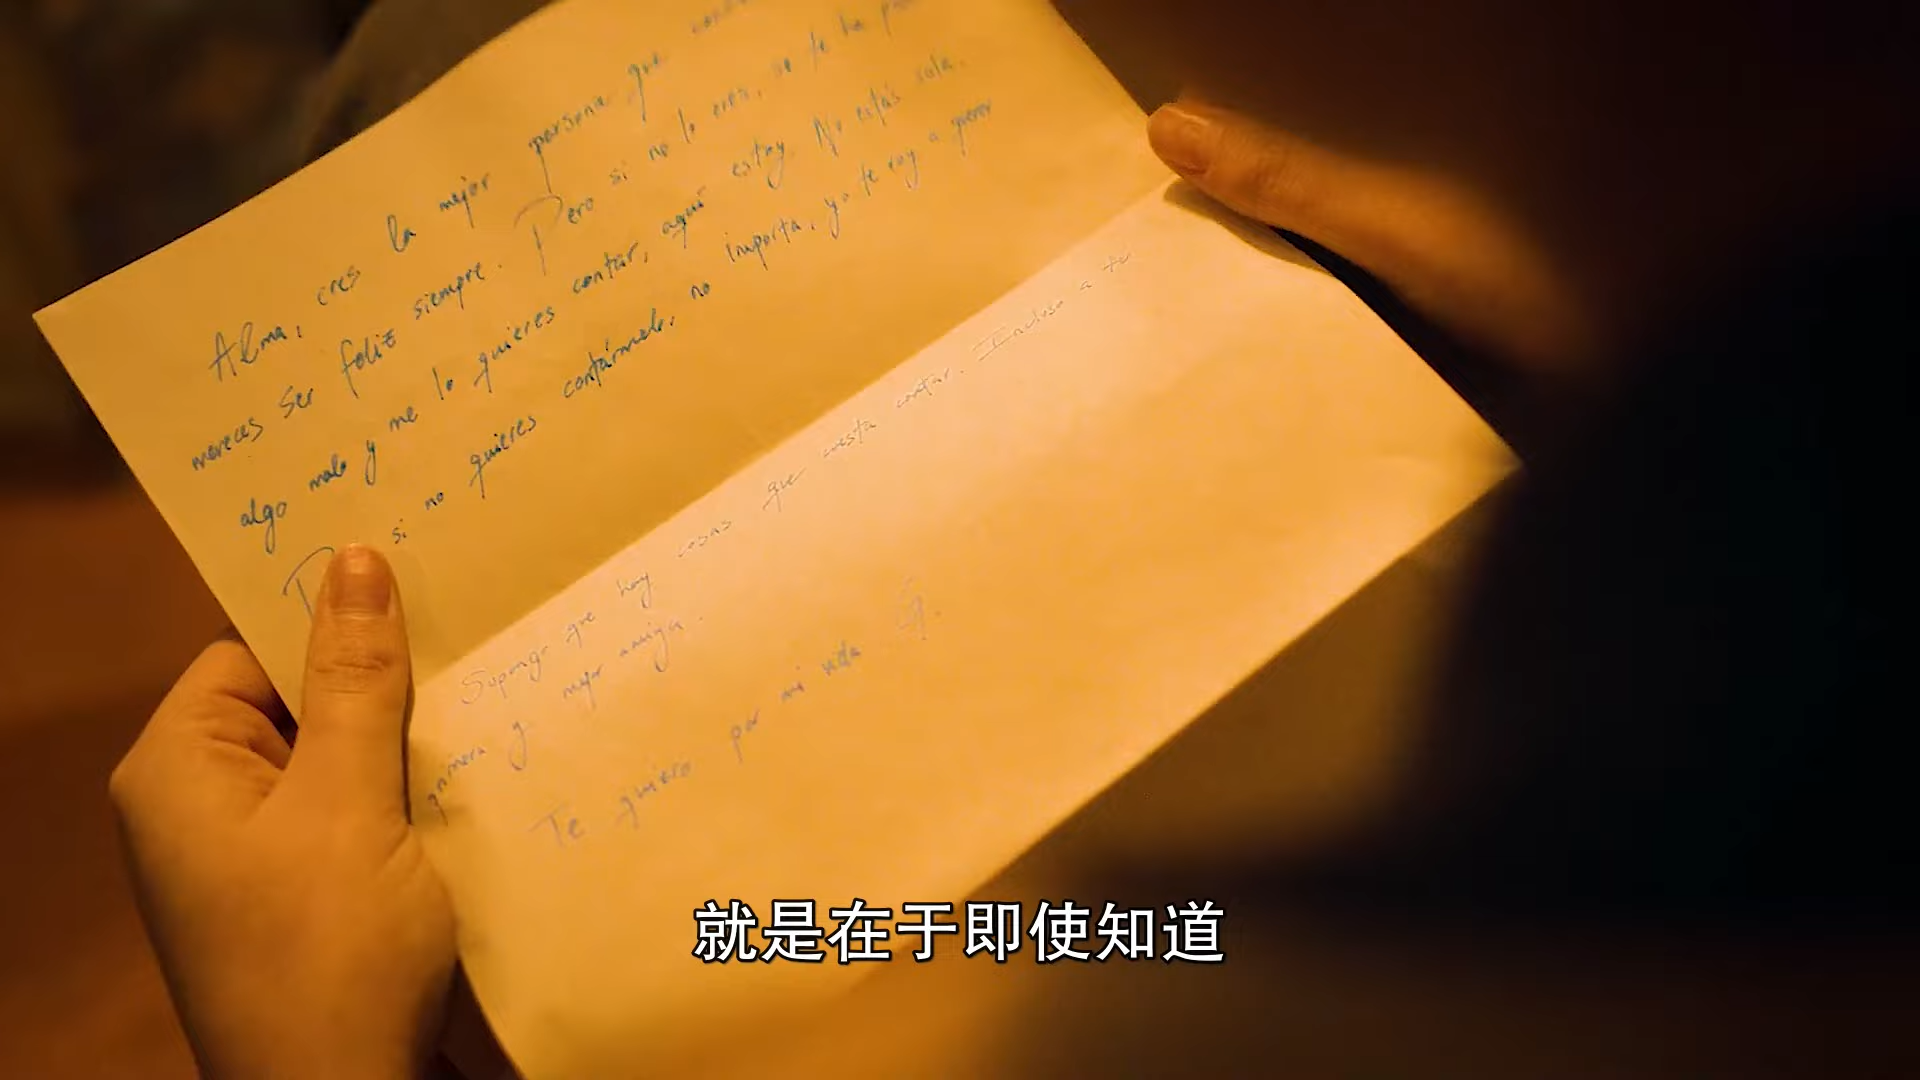 Alma, eres la mejor persona que
mereces ser feliz siempre. Pero si no lo eres, se te ha
algo malo y me lo quieres contar, aquí estoy. No estás sola.
si no quieres contármelo, no importa, yo te voy a querer
Supongo que hay cosas que cuesta contar. Incluso a tu
primera y mejor amiga.
Te quiero por mi vida G.
就是在于即使知道